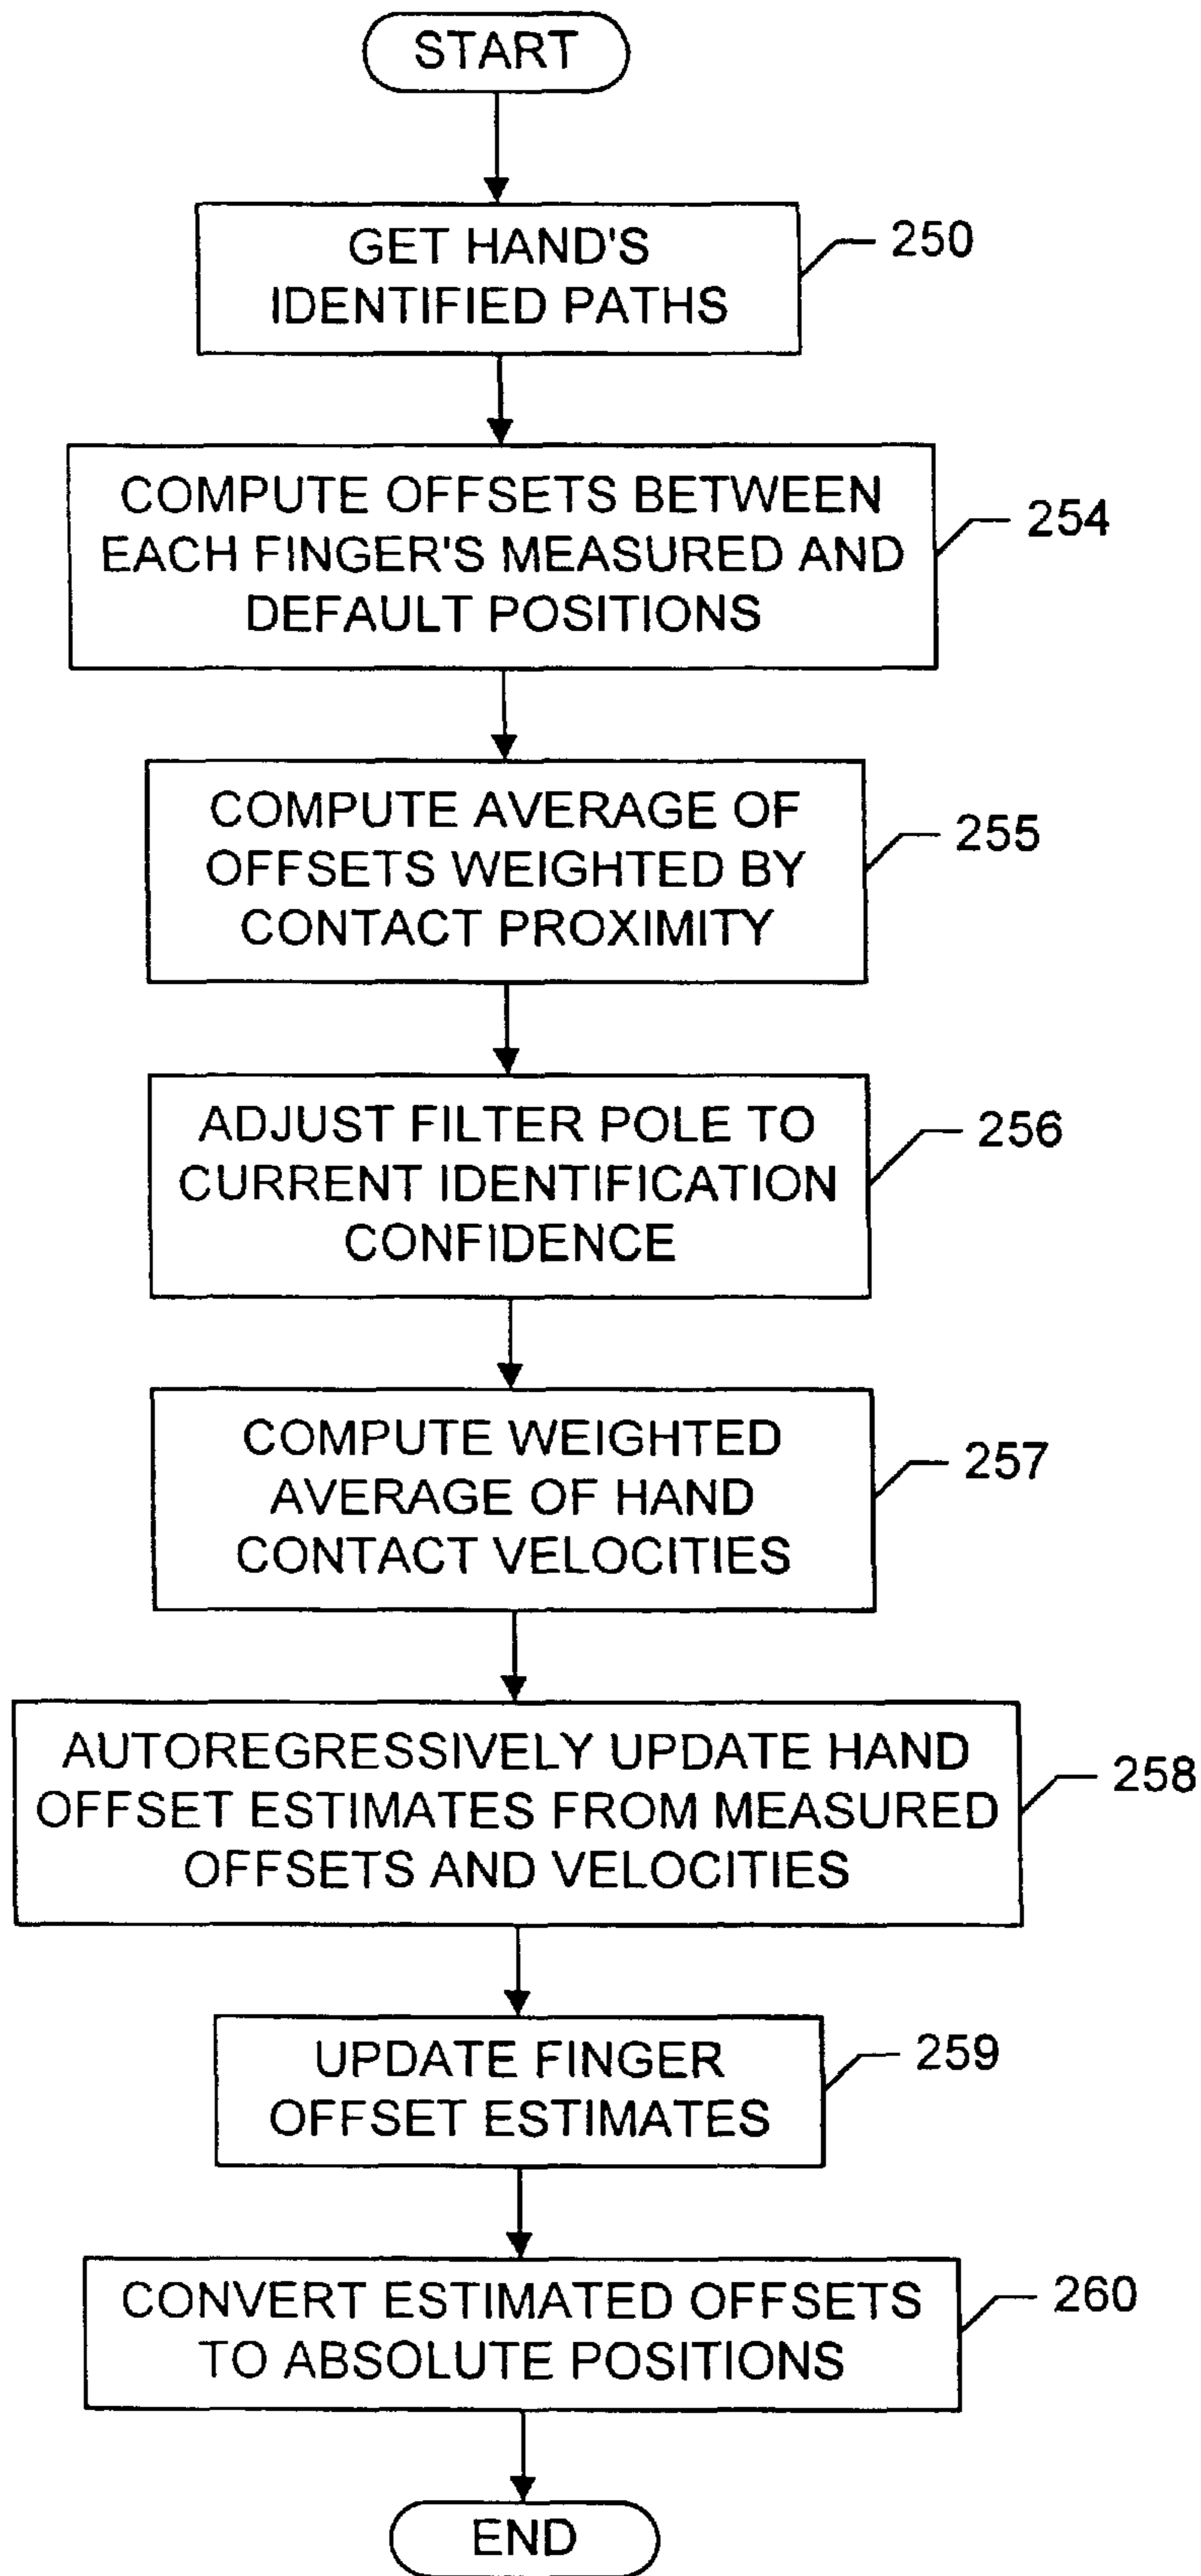 START
GET HAND'S
IDENTIFIED PATHS
250
COMPUTE OFFSETS BETWEEN
EACH FINGER'S MEASURED AND
DEFAULT POSITIONS
254
COMPUTE AVERAGE OF
OFFSETS WEIGHTED BY
CONTACT PROXIMITY
255
ADJUST FILTER POLE TO
CURRENT IDENTIFICATION
CONFIDENCE
256
COMPUTE WEIGHTED
AVERAGE OF HAND
CONTACT VELOCITIES
257
AUTOREGRESSIVELY UPDATE HAND
OFFSET ESTIMATES FROM MEASURED
OFFSETS AND VELOCITIES
258
UPDATE FINGER
OFFSET ESTIMATES
259
CONVERT ESTIMATED OFFSETS
TO ABSOLUTE POSITIONS
260
END